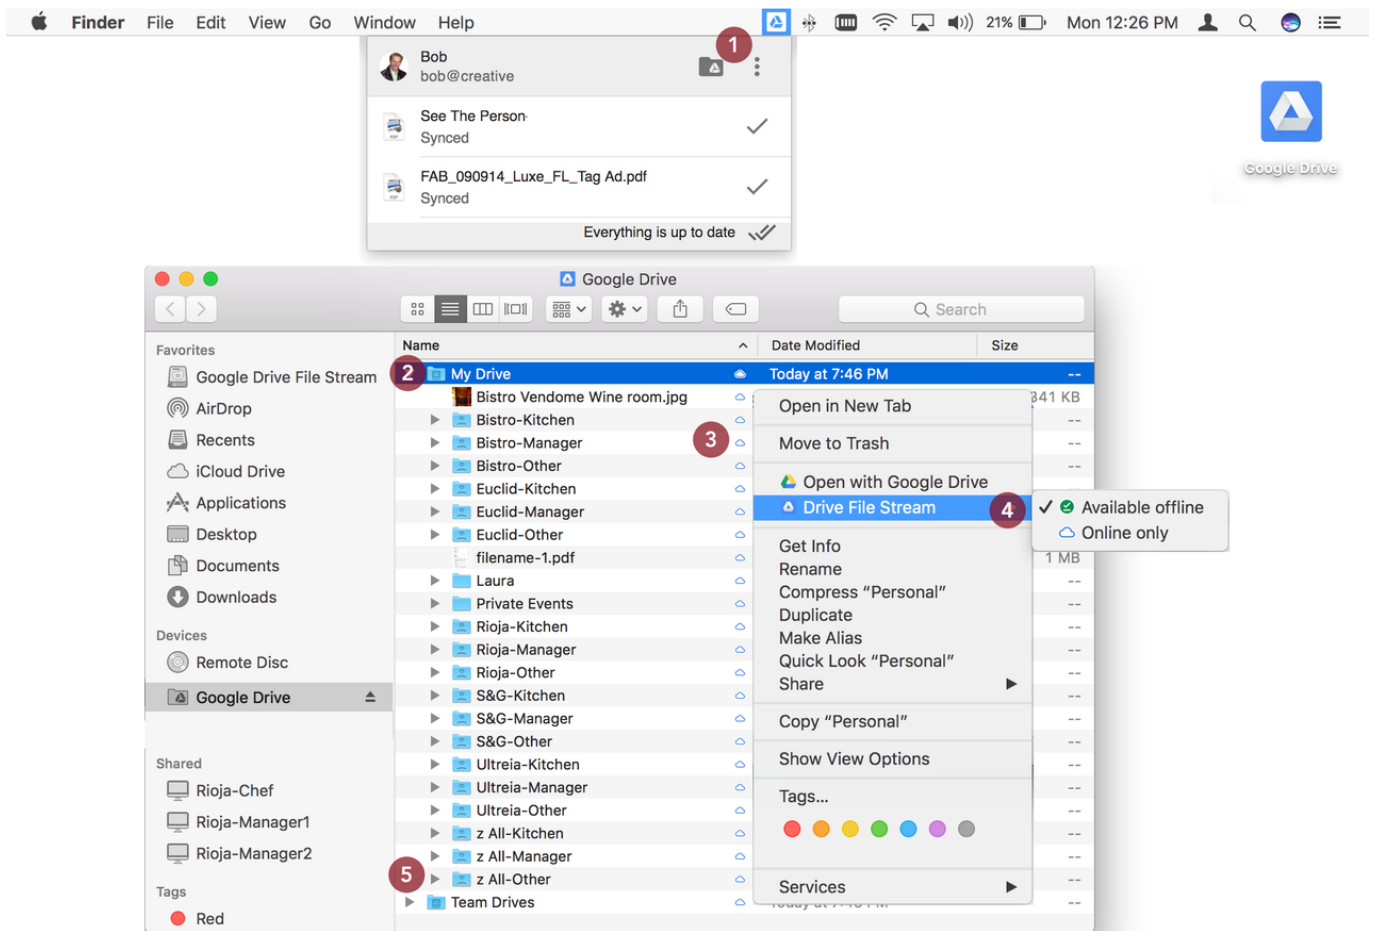 Finder File Edit View Go Window Help 21% Mon 12:26 PM
1
Bob
bob@creative
See The Person
Synced
FAB_090914_Luxe_FL_Tag Ad.pdf
Synced
Everything is up to date
Google Drive
Google Drive
Search
Favorites
Google Drive File Stream
AirDrop
Recents
iCloud Drive
Applications
Desktop
Documents
Downloads
Devices
Remote Disc
Google Drive
Shared
Rioja-Chef
Rioja-Manager1
Rioja-Manager2
Tags
Red
Name Date Modified Size
2 My Drive Today at 7:46 PM --
Bistro Vendome Wine room.jpg 341 KB
Bistro-Kitchen --
3
Bistro-Manager --
Bistro-Other --
Euclid-Kitchen --
Euclid-Manager --
Euclid-Other --
filename-1.pdf 1 MB
Laura --
Private Events --
Rioja-Kitchen --
Rioja-Manager --
Rioja-Other --
S&G-Kitchen --
S&G-Manager --
S&G-Other --
Ultreia-Kitchen --
Ultreia-Manager --
Ultreia-Other --
z All-Kitchen --
z All-Manager --
5 z All-Other --
Team Drives --
Open in New Tab
Move to Trash
Open with Google Drive
Drive File Stream 4
Available offline
Online only
Get Info
Rename
Compress “Personal”
Duplicate
Make Alias
Quick Look “Personal”
Share
Copy “Personal”
Show View Options
Tags...
Services